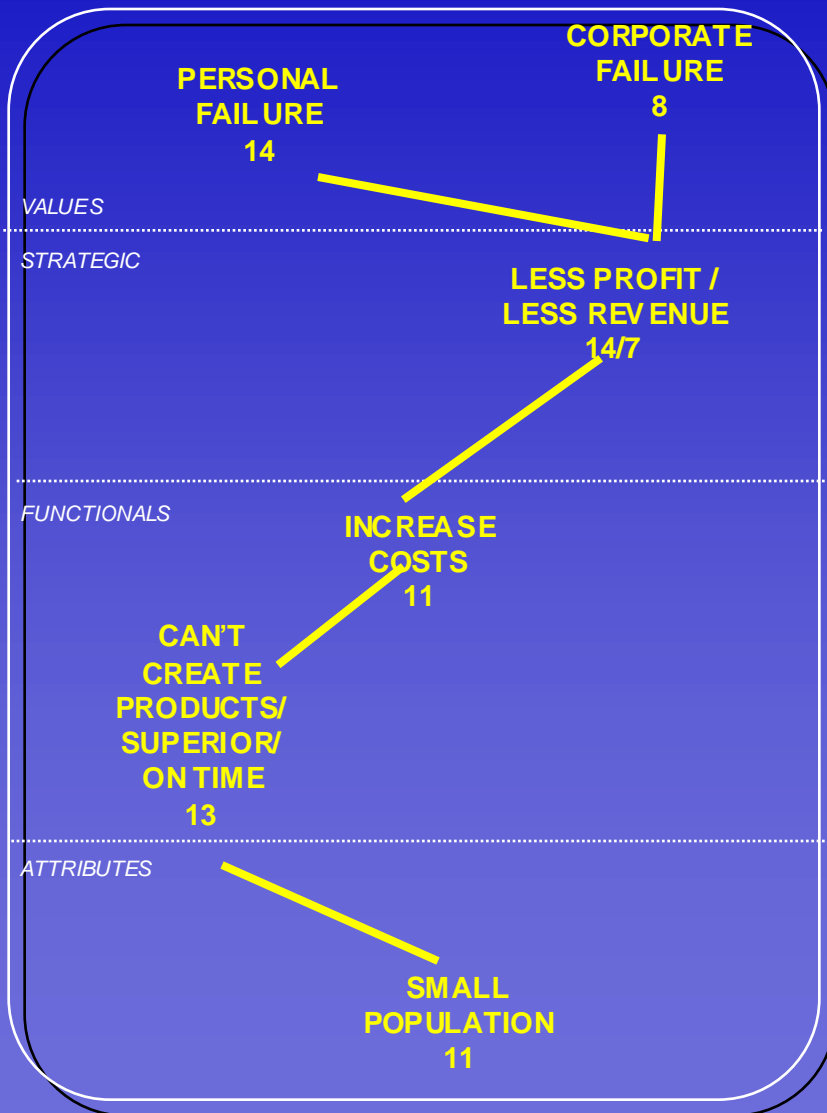 CORPORATE
FAILURE
8
PERSONAL
FAILURE
14
VALUES
STRATEGIC
LESS PROFIT /
LESS REVENUE
14/7
FUNCTIONALS
INCREASE
COSTS
11
CAN'T
CREATE
PRODUCTS/
SUPERIOR/
ON TIME
13
ATTRIBUTES
SMALL
POPULATION
11